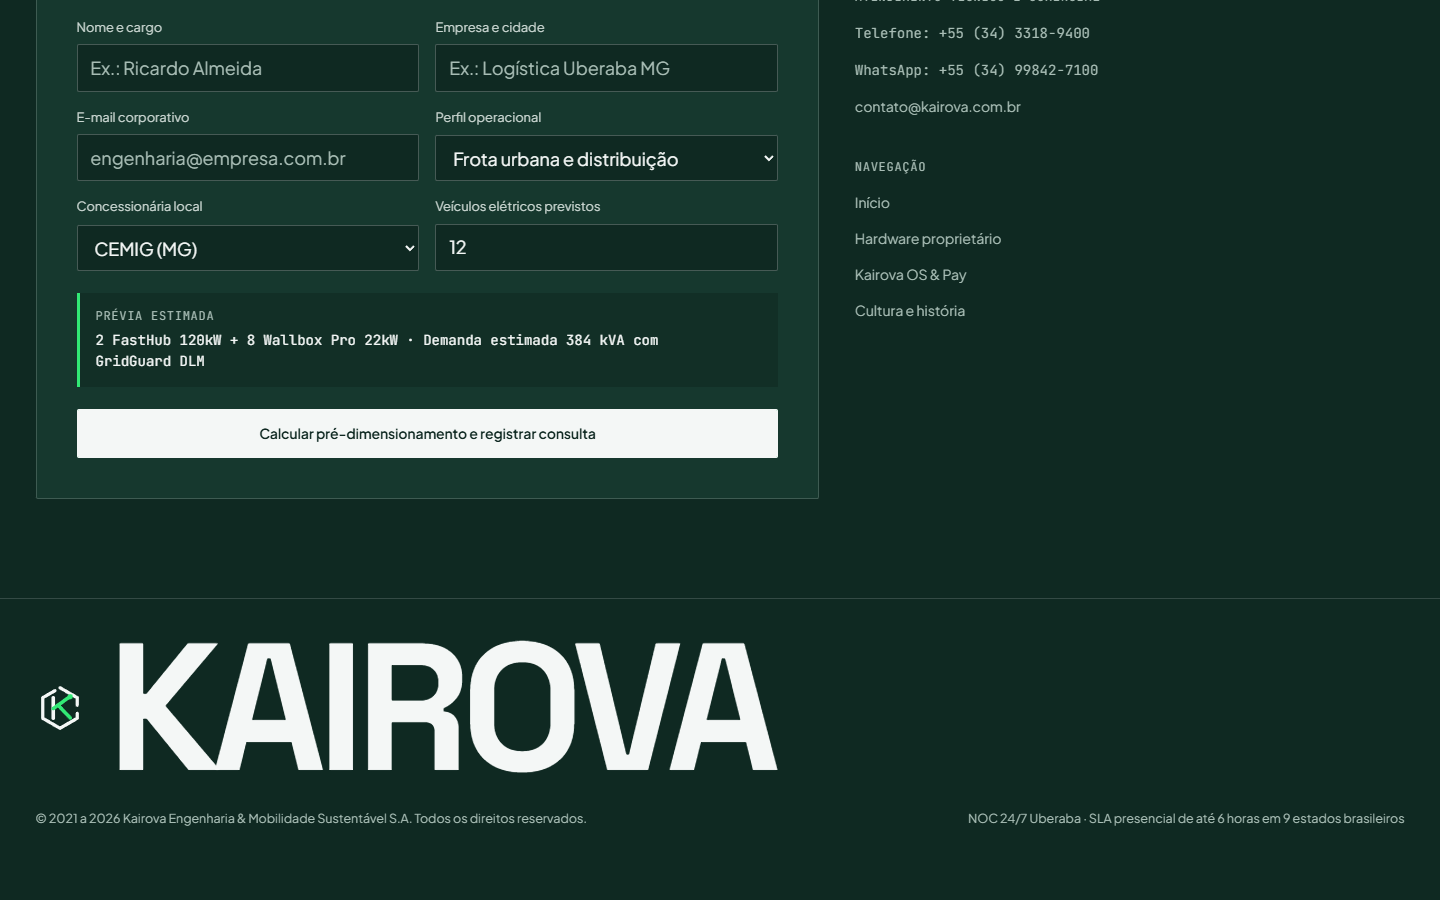 Nome e cargo
Empresa e cidade
Ex.: Ricardo Almeida
Ex.: Logística Uberaba MG
E-mail corporativo
Perfil operacional
engenharia@empresa.com.br
Frota urbana e distribuição
Concessionária local
Veículos elétricos previstos
CEMIG (MG)
12
PRÉVIA ESTIMADA
2 FastHub 120kW + 8 Wallbox Pro 22kW · Demanda estimada 384 kVA com
GridGuard DLM
Calcular pré-dimensionamento e registrar consulta
Telefone: +55 (34) 3318-9400
WhatsApp: +55 (34) 99842-7100
contato@kairova.com.br
NAVEGAÇÃO
Início
Hardware proprietário
Kairova OS & Pay
Cultura e história
KAIROVA
© 2021 a 2026 Kairova Engenharia & Mobilidade Sustentável S.A. Todos os direitos reservados.
NOC 24/7 Uberaba · SLA presencial de até 6 horas em 9 estados brasileiros